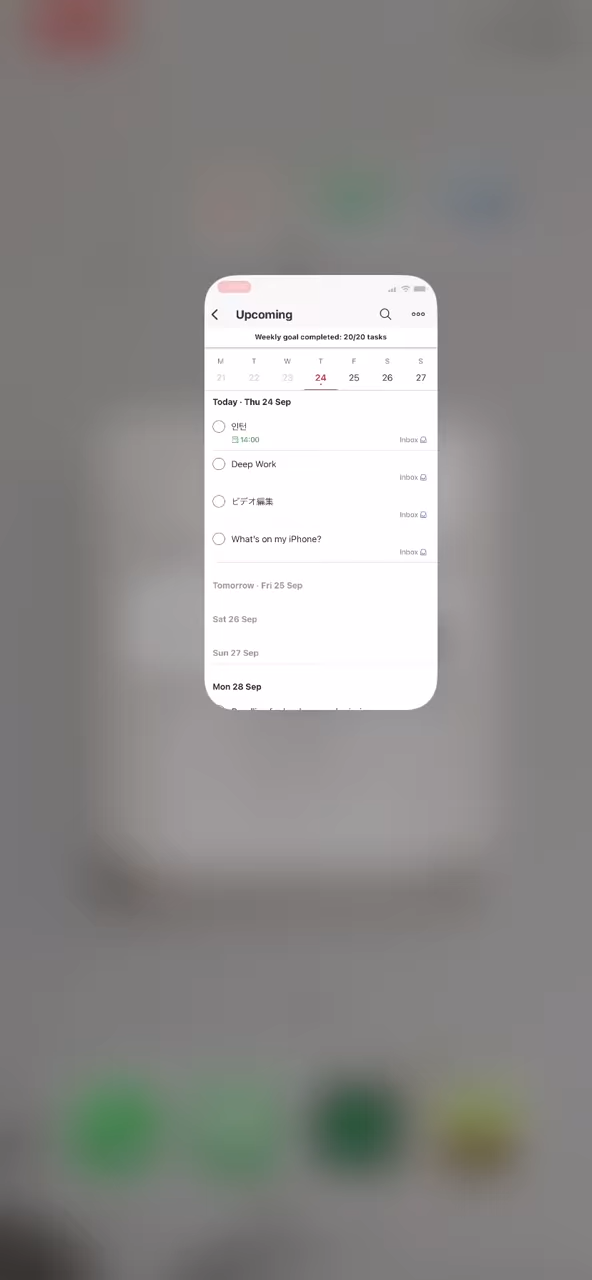 Upcoming
Weekly goal completed: 20/20 tasks
M T W T F S S
21 22 23 24 25 26 27
Today · Thu 24 Sep
인턴
14:00 Inbox
Deep Work
Inbox
ビデオ編集
Inbox
What's on my iPhone?
Inbox
Tomorrow · Fri 25 Sep
Sat 26 Sep
Sun 27 Sep
Mon 28 Sep